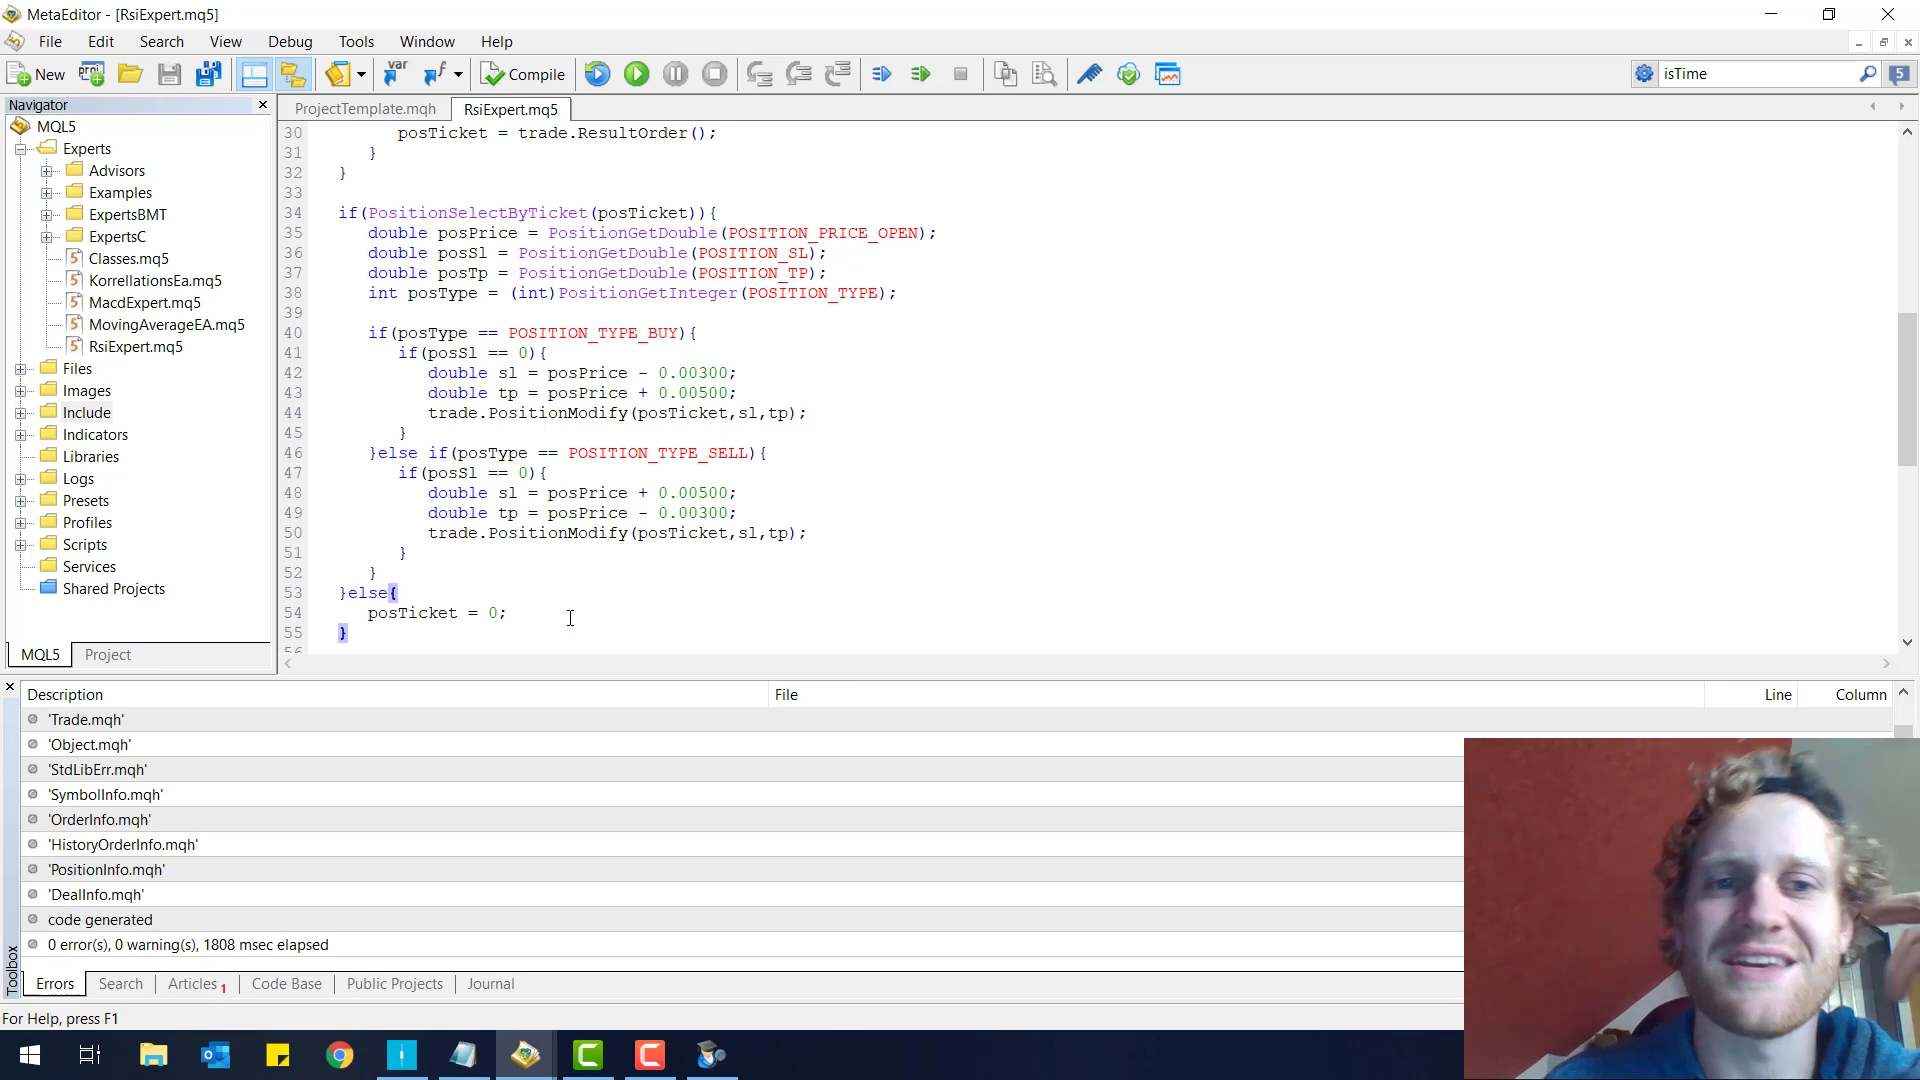 MetaEditor - [RsiExpert.mq5]
File Edit Search View Debug Tools Window Help
New Compile isTime 5
Navigator
MQL5
Experts
Advisors
Examples
ExpertsBMT
ExpertsC
Classes.mq5
KorrellationsEa.mq5
MacdExpert.mq5
MovingAverageEA.mq5
RsiExpert.mq5
Files
Images
Include
Indicators
Libraries
Logs
Presets
Profiles
Scripts
Services
Shared Projects
MQL5 Project
ProjectTemplate.mqh RsiExpert.mq5
30 posTicket = trade.ResultOrder();
31 }
32 }
33
34 if(PositionSelectByTicket(posTicket)){
35 double posPrice = PositionGetDouble(POSITION_PRICE_OPEN);
36 double posSl = PositionGetDouble(POSITION_SL);
37 double posTp = PositionGetDouble(POSITION_TP);
38 int posType = (int)PositionGetInteger(POSITION_TYPE);
39
40 if(posType == POSITION_TYPE_BUY){
41 if(posSl == 0){
42 double sl = posPrice - 0.00300;
43 double tp = posPrice + 0.00500;
44 trade.PositionModify(posTicket,sl,tp);
45 }
46 }else if(posType == POSITION_TYPE_SELL){
47 if(posSl == 0){
48 double sl = posPrice + 0.00500;
49 double tp = posPrice - 0.00300;
50 trade.PositionModify(posTicket,sl,tp);
51 }
52 }
53 }else{
54 posTicket = 0;
55 }
56
Description File Line Column
'Trade.mqh'
'Object.mqh'
'StdLibErr.mqh'
'SymbolInfo.mqh'
'OrderInfo.mqh'
'HistoryOrderInfo.mqh'
'PositionInfo.mqh'
'DealInfo.mqh'
code generated
0 error(s), 0 warning(s), 1808 msec elapsed
Toolbox
Errors Search Articles 1 Code Base Public Projects Journal
For Help, press F1